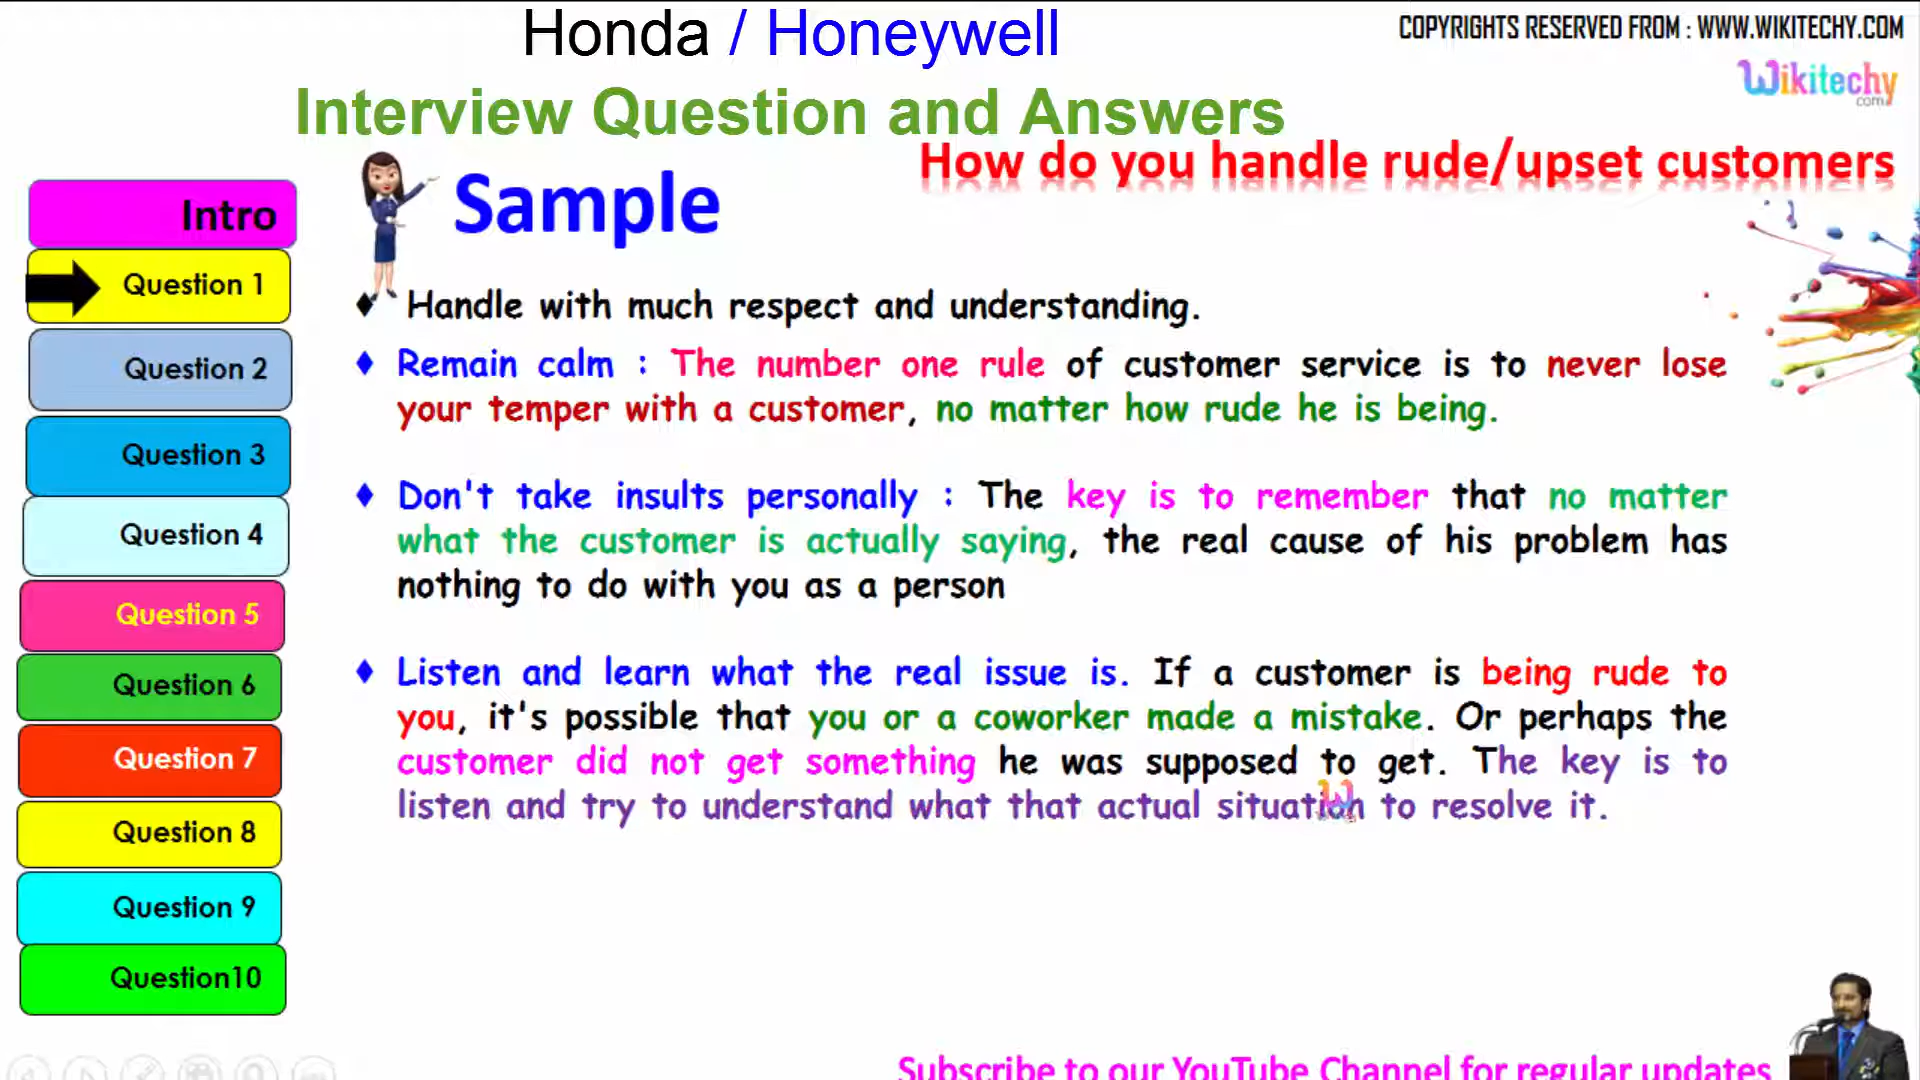 Honda / Honeywell
COPYRIGHTS RESERVED FROM : WWW.WIKITECHY.COM
Wikitechy
.com
Interview Question and Answers
How do you handle rude/upset customers
Sample
Intro
Question 1
Question 2
Question 3
Question 4
Question 5
Question 6
Question 7
Question 8
Question 9
Question10
♦ Handle with much respect and understanding.
♦ Remain calm : The number one rule of customer service is to never lose
your temper with a customer, no matter how rude he is being.
♦ Don't take insults personally : The key is to remember that no matter
what the customer is actually saying, the real cause of his problem has
nothing to do with you as a person
♦ Listen and learn what the real issue is. If a customer is being rude to
you, it's possible that you or a coworker made a mistake. Or perhaps the
customer did not get something he was supposed to get. The key is to
listen and try to understand what that actual situation to resolve it.
Subscribe to our YouTube Channel for regular updates